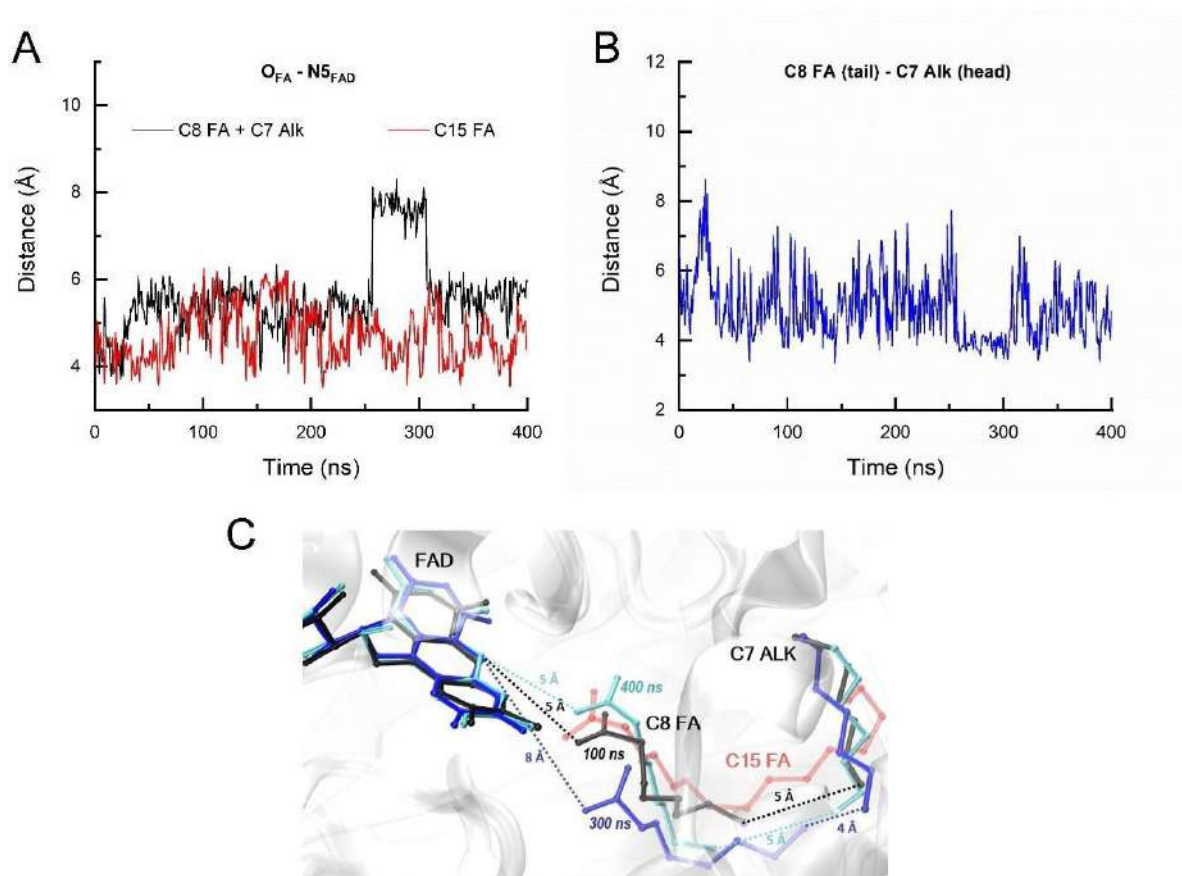 A
O_FA - N5_FAD
C8 FA + C7 Alk
C15 FA
11
10
8
6
4
Distance (Å)
0 100 200 300 400
Time (ns)
B
C8 FA (tail) - C7 Alk (head)
12
10
8
6
4
2
Distance (Å)
0 100 200 300 400
Time (ns)
C
FAD
C7 ALK
5 Å
400 ns
5 Å
C8 FA
8 Å
100 ns
C15 FA
5 Å
300 ns
5 Å
4 Å